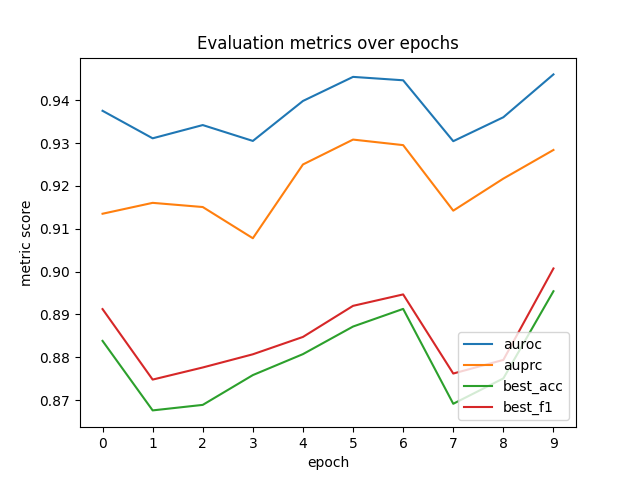 Evaluation metrics over epochs
metric score
0.94
0.93
0.92
0.91
0.90
0.89
0.88
0.87
auroc
auprc
best_acc
best_f1
0 1 2 3 4 5 6 7 8 9
epoch